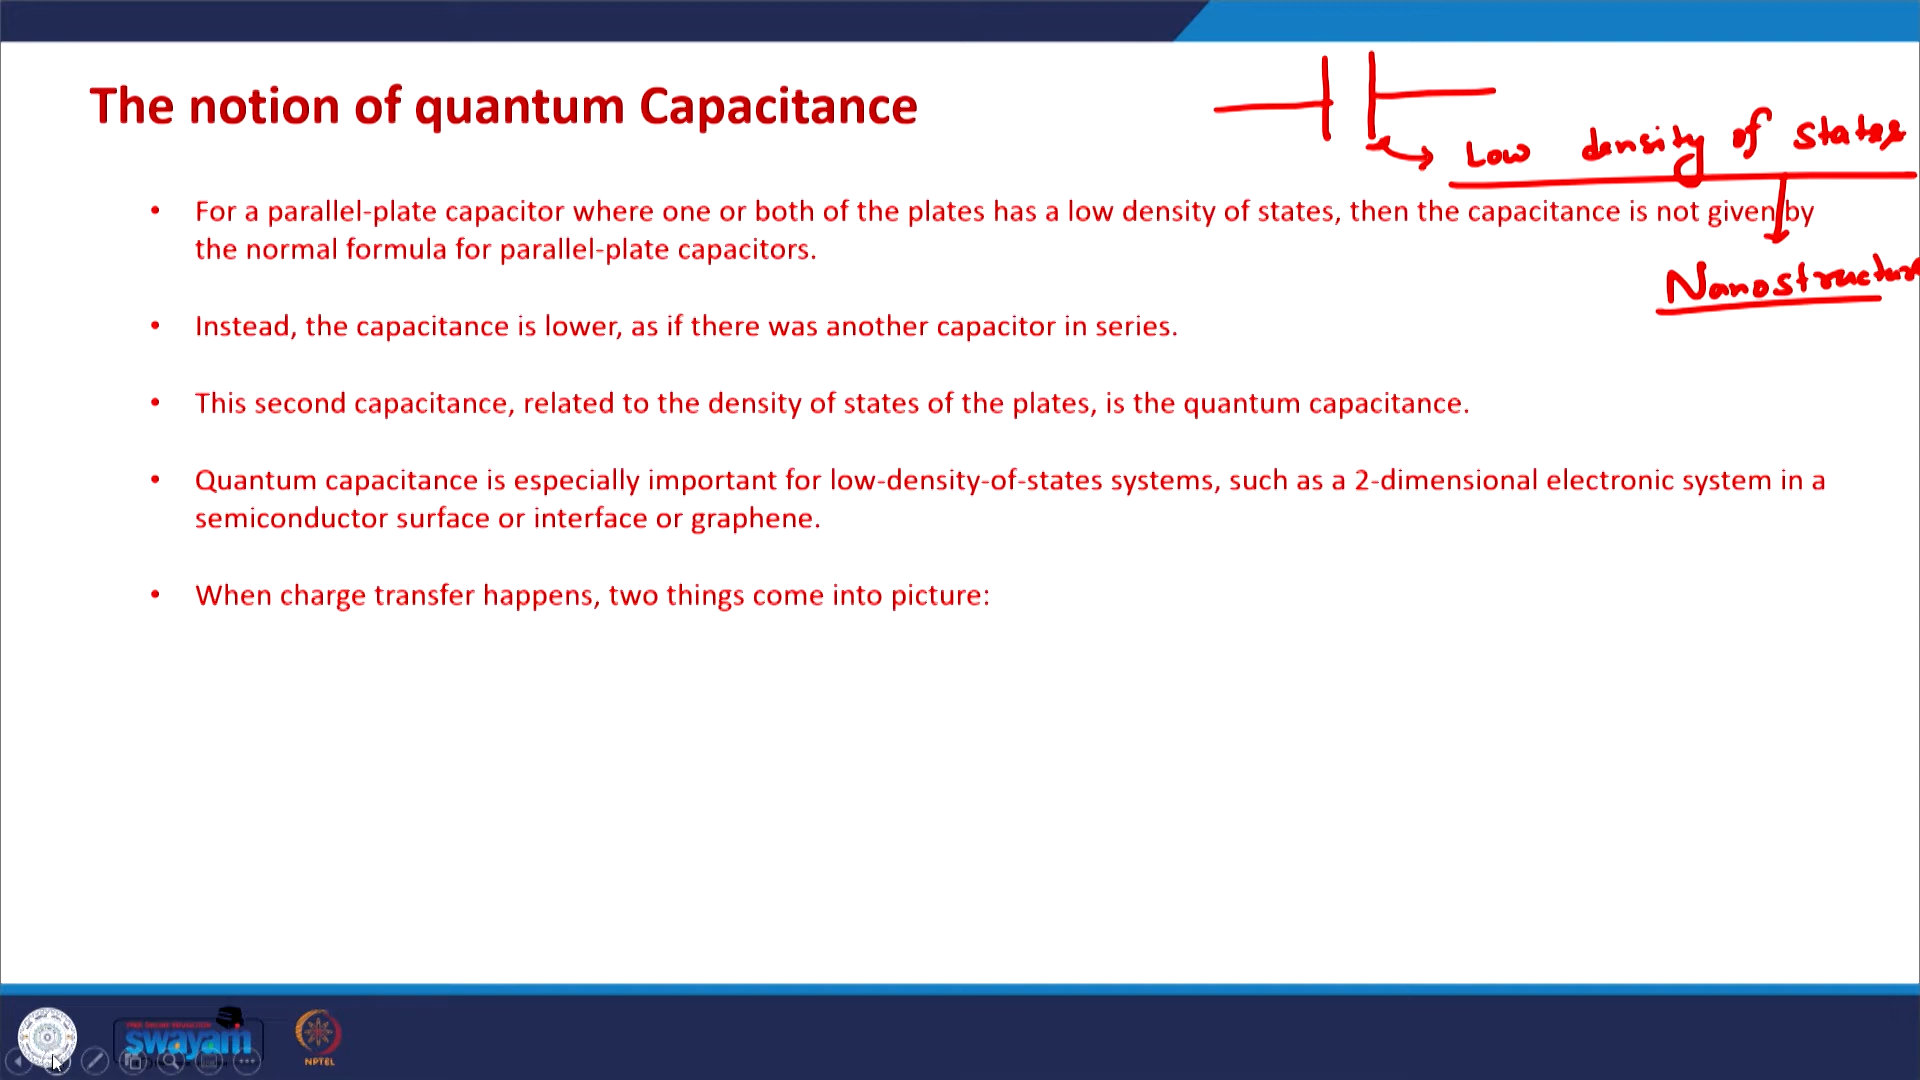 The notion of quantum Capacitance
Low density of states
Nanostructure
• For a parallel-plate capacitor where one or both of the plates has a low density of states, then the capacitance is not given by
the normal formula for parallel-plate capacitors.
• Instead, the capacitance is lower, as if there was another capacitor in series.
• This second capacitance, related to the density of states of the plates, is the quantum capacitance.
• Quantum capacitance is especially important for low-density-of-states systems, such as a 2-dimensional electronic system in a
semiconductor surface or interface or graphene.
• When charge transfer happens, two things come into picture:
swayam
NPTEL